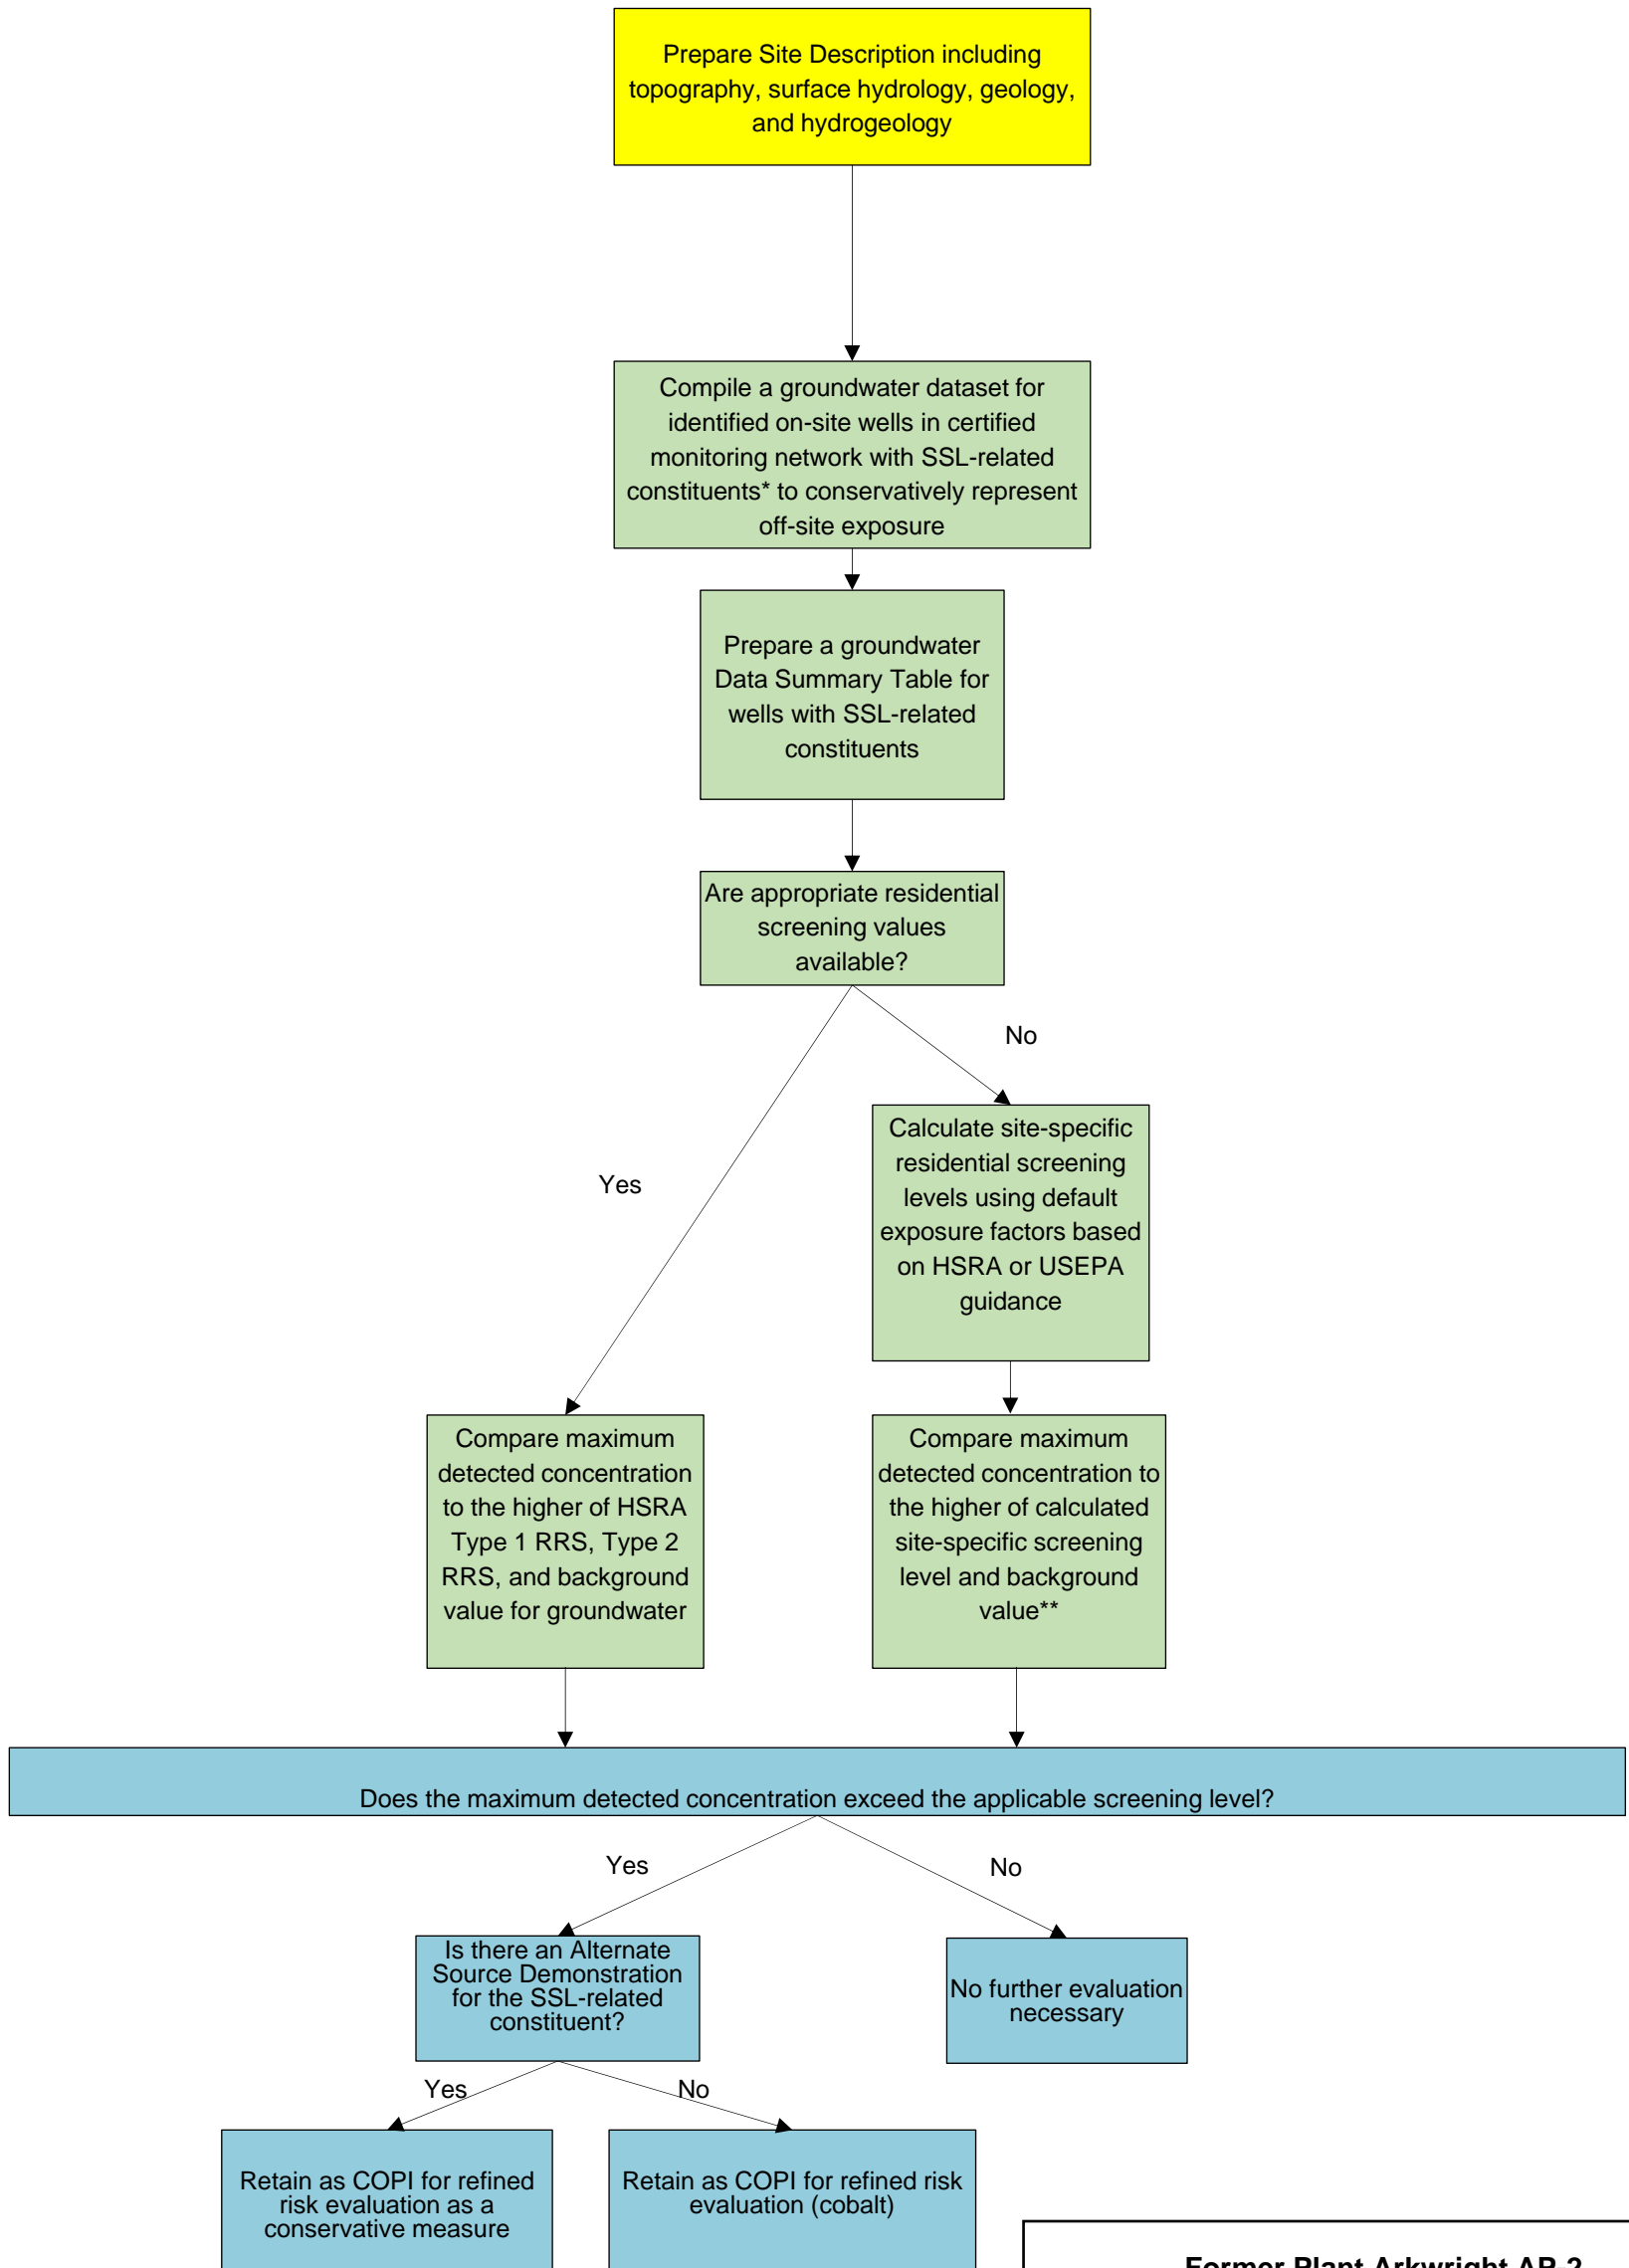 Prepare Site Description including
topography, surface hydrology, geology,
and hydrogeology
Compile a groundwater dataset for
identified on-site wells in certified
monitoring network with SSL-related
constituents* to conservatively represent
off-site exposure
Prepare a groundwater
Data Summary Table for
wells with SSL-related
constituents
Are appropriate residential
screening values
available?
No
Yes
Calculate site-specific
residential screening
levels using default
exposure factors based
on HSRA or USEPA
guidance
Compare maximum
detected concentration
to the higher of HSRA
Type 1 RRS, Type 2
RRS, and background
value for groundwater
Compare maximum
detected concentration to
the higher of calculated
site-specific screening
level and background
value**
Does the maximum detected concentration exceed the applicable screening level?
Yes
No
Is there an Alternate
Source Demonstration
for the SSL-related
constituent?
No further evaluation
necessary
Yes
No
Retain as COPI for refined
risk evaluation as a
conservative measure
Retain as COPI for refined risk
evaluation (cobalt)
Former Plant Arkwright AP-2